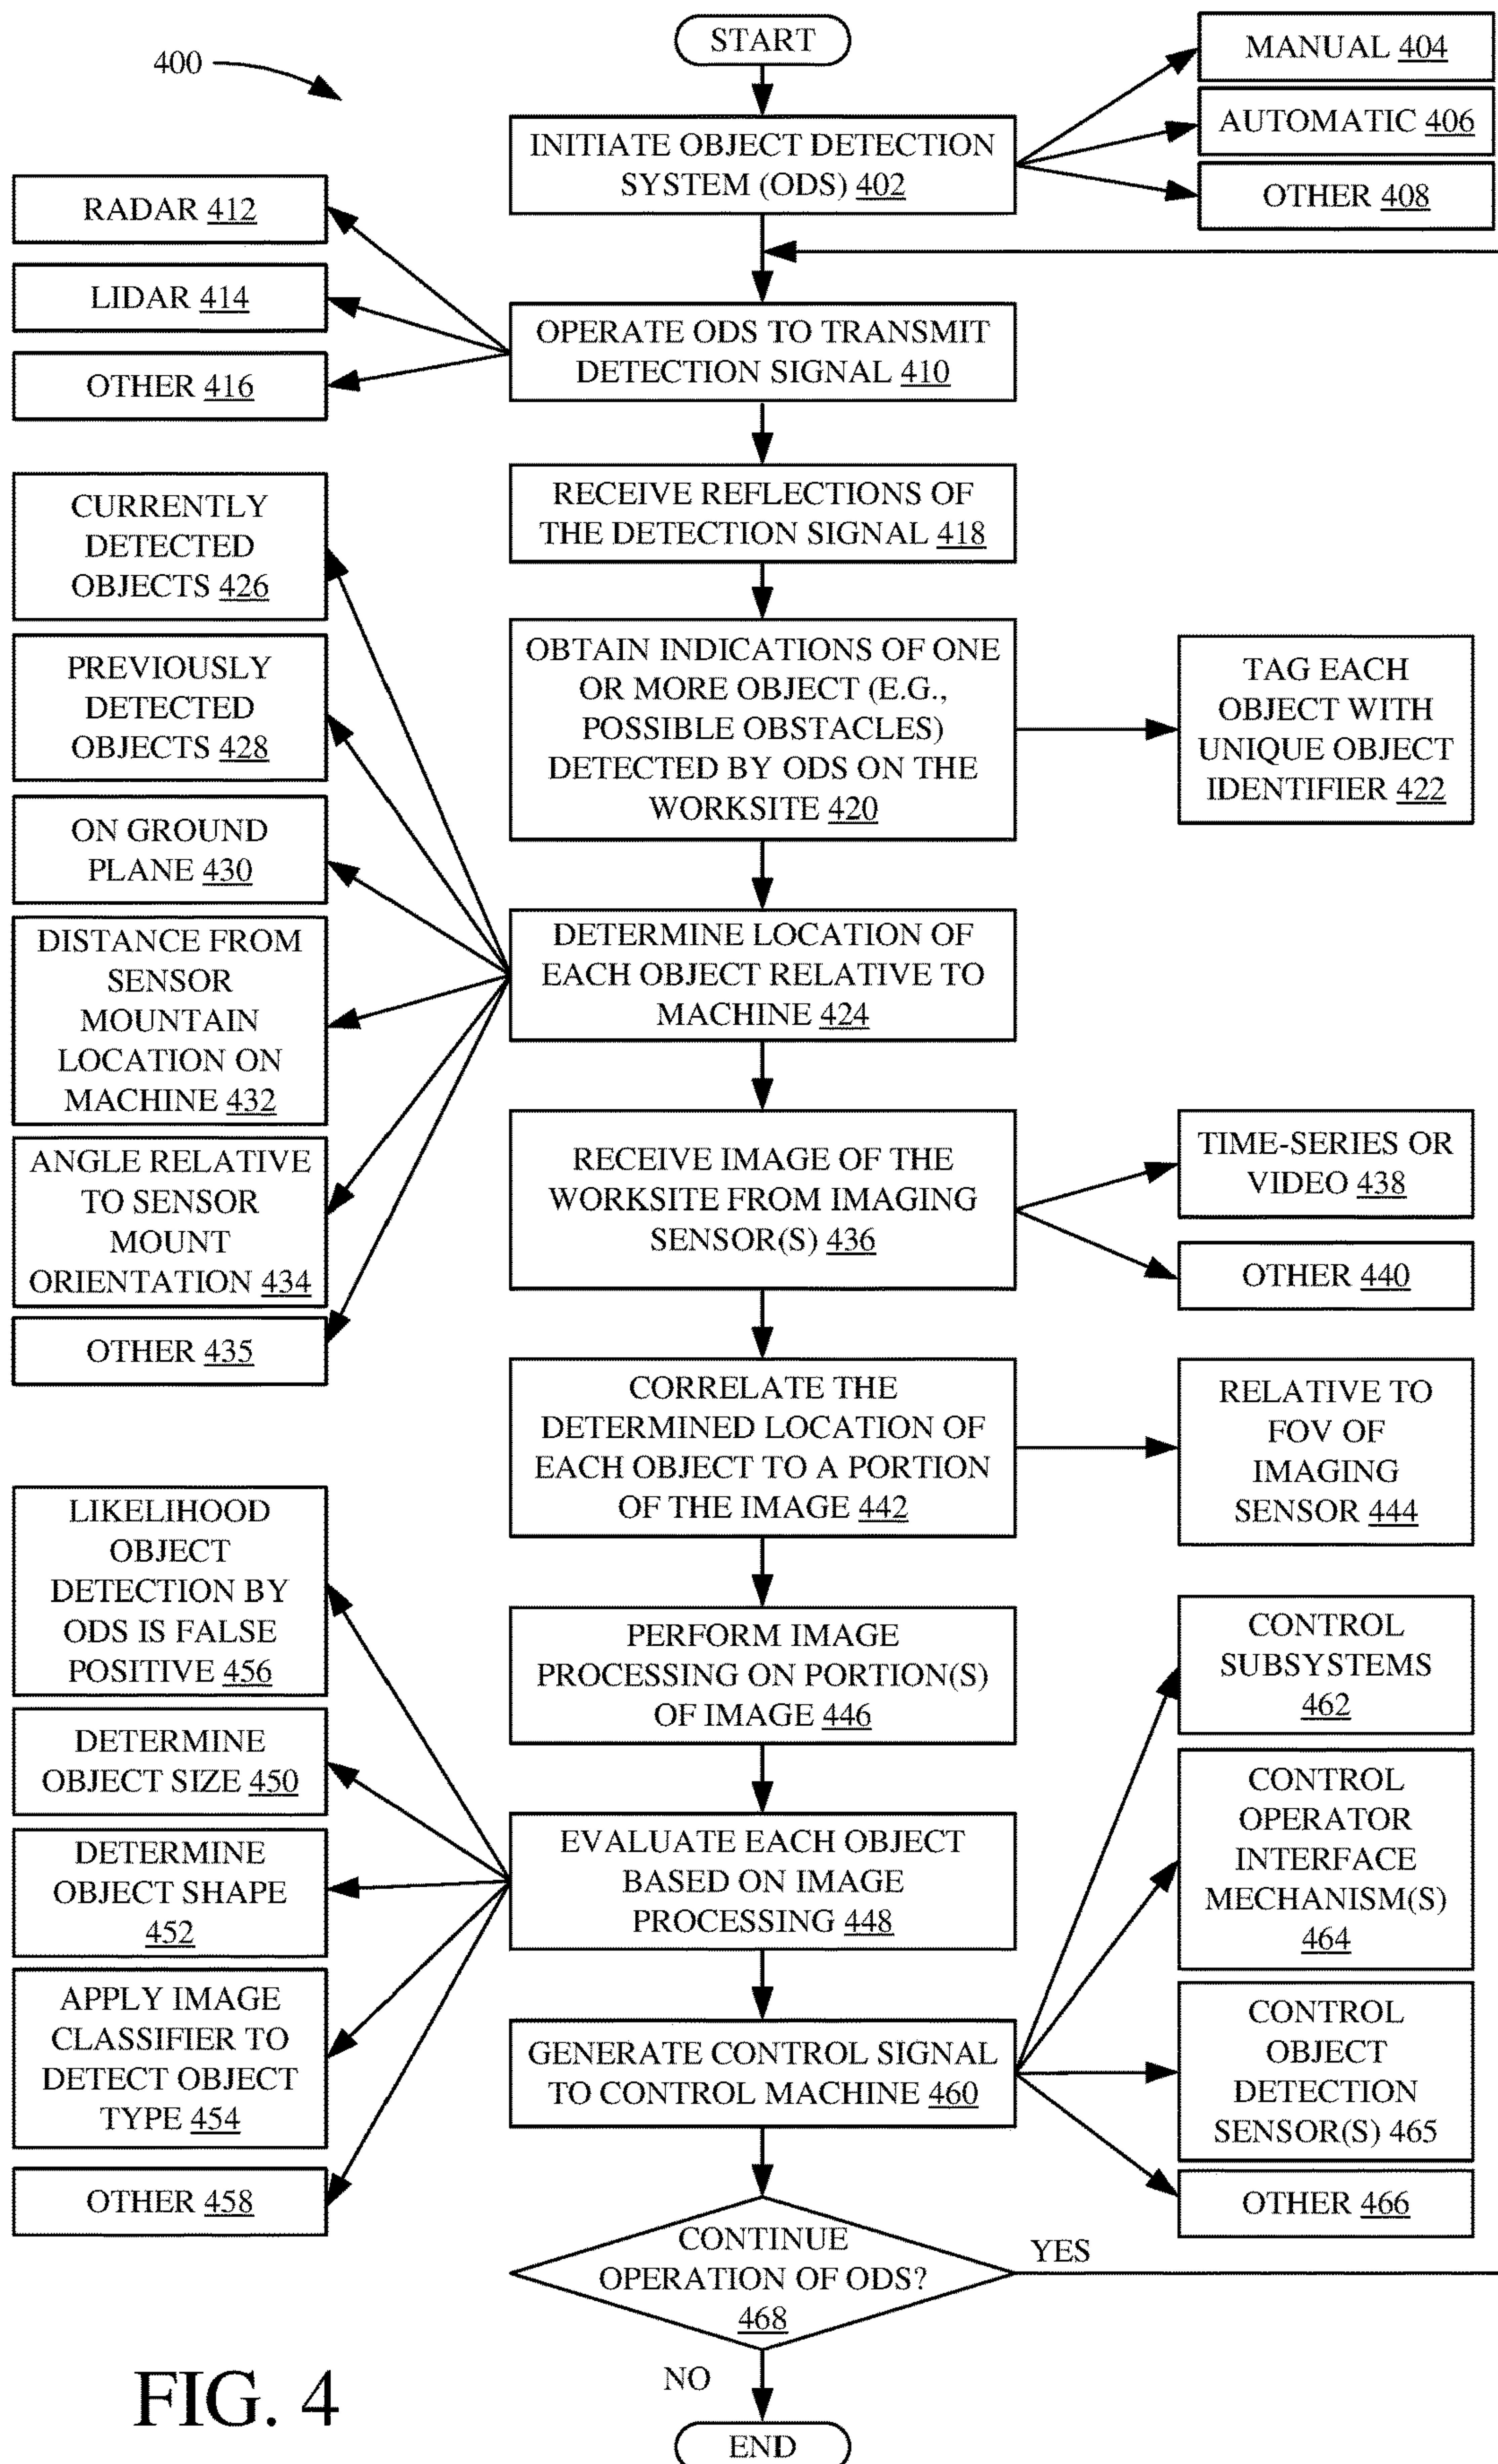 400
START
INITIATE OBJECT DETECTION
SYSTEM (ODS) 402
MANUAL 404
AUTOMATIC 406
OTHER 408
RADAR 412
LIDAR 414
OTHER 416
OPERATE ODS TO TRANSMIT
DETECTION SIGNAL 410
RECEIVE REFLECTIONS OF
THE DETECTION SIGNAL 418
OBTAIN INDICATIONS OF ONE
OR MORE OBJECT (E.G.,
POSSIBLE OBSTACLES)
DETECTED BY ODS ON THE
WORKSITE 420
TAG EACH
OBJECT WITH
UNIQUE OBJECT
IDENTIFIER 422
CURRENTLY
DETECTED
OBJECTS 426
PREVIOUSLY
DETECTED
OBJECTS 428
ON GROUND
PLANE 430
DISTANCE FROM
SENSOR
MOUNTAIN
LOCATION ON
MACHINE 432
ANGLE RELATIVE
TO SENSOR
MOUNT
ORIENTATION 434
OTHER 435
DETERMINE LOCATION OF
EACH OBJECT RELATIVE TO
MACHINE 424
RECEIVE IMAGE OF THE
WORKSITE FROM IMAGING
SENSOR(S) 436
TIME-SERIES OR
VIDEO 438
OTHER 440
CORRELATE THE
DETERMINED LOCATION OF
EACH OBJECT TO A PORTION
OF THE IMAGE 442
RELATIVE TO
FOV OF
IMAGING
SENSOR 444
PERFORM IMAGE
PROCESSING ON PORTION(S)
OF IMAGE 446
LIKELIHOOD
OBJECT
DETECTION BY
ODS IS FALSE
POSITIVE 456
DETERMINE
OBJECT SIZE 450
DETERMINE
OBJECT SHAPE
452
APPLY IMAGE
CLASSIFIER TO
DETECT OBJECT
TYPE 454
OTHER 458
EVALUATE EACH OBJECT
BASED ON IMAGE
PROCESSING 448
GENERATE CONTROL SIGNAL
TO CONTROL MACHINE 460
CONTROL
SUBSYSTEMS
462
CONTROL
OPERATOR
INTERFACE
MECHANISM(S)
464
CONTROL
OBJECT
DETECTION
SENSOR(S) 465
OTHER 466
CONTINUE
OPERATION OF ODS?
468
YES
NO
END
FIG. 4